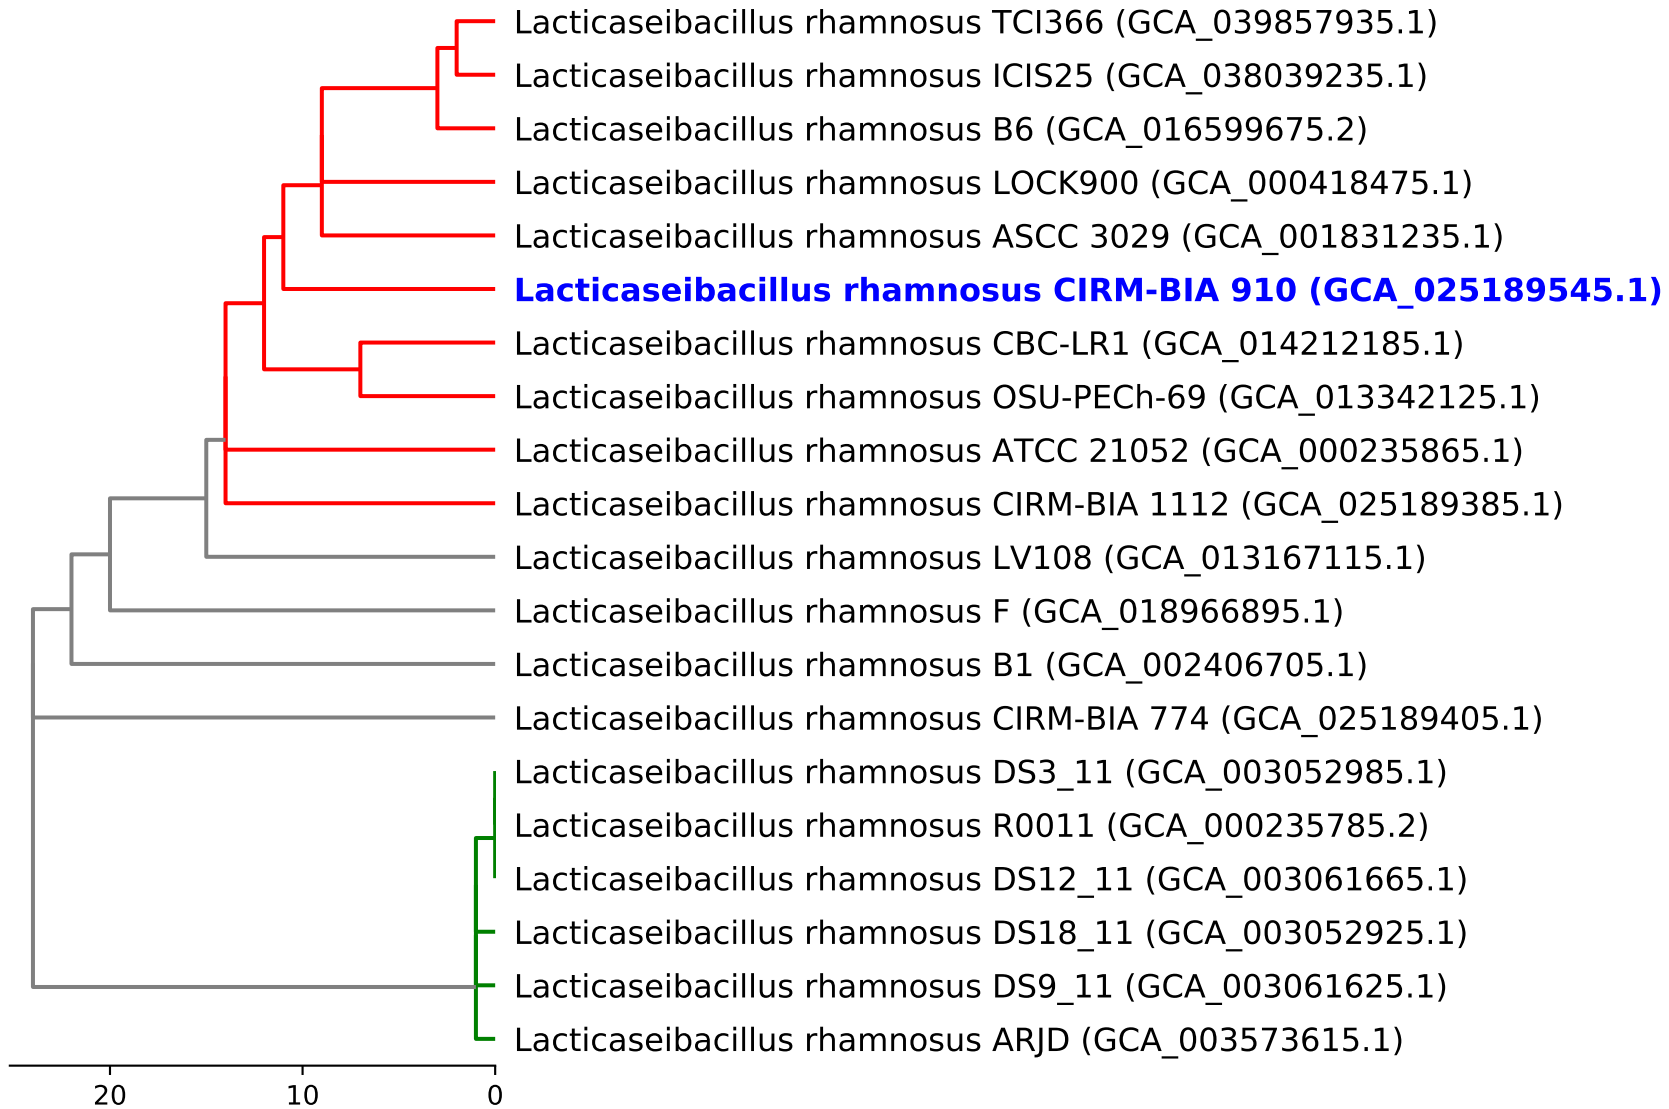 Lacticaseibacillus rhamnosus TCI366 (GCA_039857935.1)
Lacticaseibacillus rhamnosus ICIS25 (GCA_038039235.1)
Lacticaseibacillus rhamnosus B6 (GCA_016599675.2)
Lacticaseibacillus rhamnosus LOCK900 (GCA_000418475.1)
Lacticaseibacillus rhamnosus ASCC 3029 (GCA_001831235.1)
Lacticaseibacillus rhamnosus CIRM-BIA 910 (GCA_025189545.1)
Lacticaseibacillus rhamnosus CBC-LR1 (GCA_014212185.1)
Lacticaseibacillus rhamnosus OSU-PECh-69 (GCA_013342125.1)
Lacticaseibacillus rhamnosus ATCC 21052 (GCA_000235865.1)
Lacticaseibacillus rhamnosus CIRM-BIA 1112 (GCA_025189385.1)
Lacticaseibacillus rhamnosus LV108 (GCA_013167115.1)
Lacticaseibacillus rhamnosus F (GCA_018966895.1)
Lacticaseibacillus rhamnosus B1 (GCA_002406705.1)
Lacticaseibacillus rhamnosus CIRM-BIA 774 (GCA_025189405.1)
Lacticaseibacillus rhamnosus DS3_11 (GCA_003052985.1)
Lacticaseibacillus rhamnosus R0011 (GCA_000235785.2)
Lacticaseibacillus rhamnosus DS12_11 (GCA_003061665.1)
Lacticaseibacillus rhamnosus DS18_11 (GCA_003052925.1)
Lacticaseibacillus rhamnosus DS9_11 (GCA_003061625.1)
Lacticaseibacillus rhamnosus ARJD (GCA_003573615.1)
20 10 0